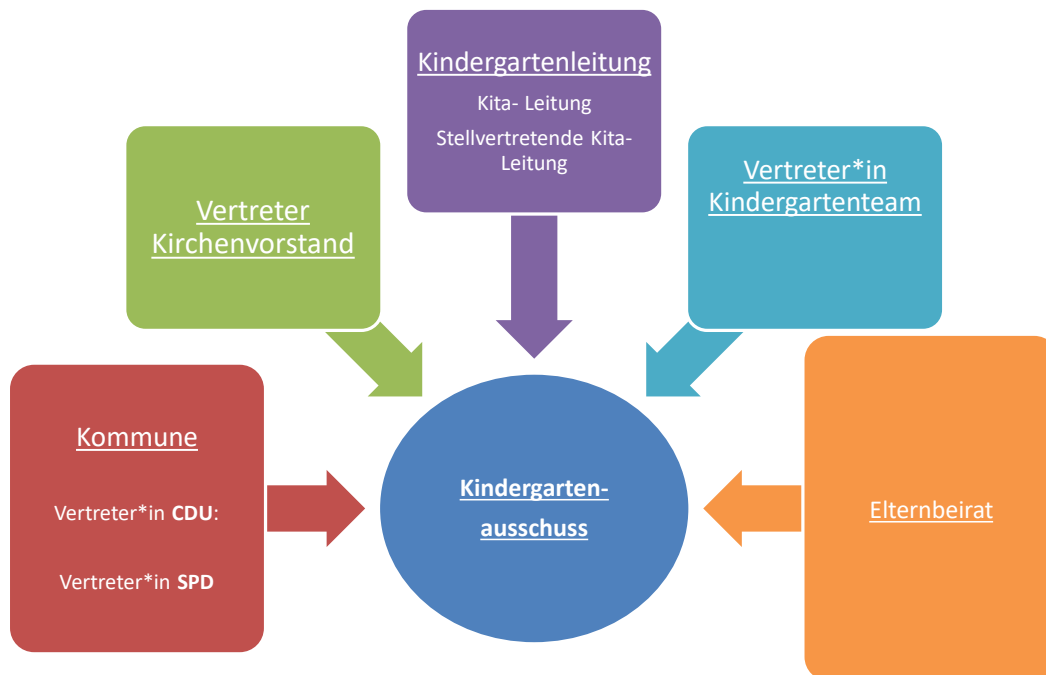 Kindergartenleitung
Kita- Leitung
Stellvertretende Kita-
Leitung
Vertreter
Kirchenvorstand
Vertreter*in
Kindergartenteam
Kommune
Vertreter*in CDU:
Vertreter*in SPD
Kindergarten-
ausschuss
Elternbeirat